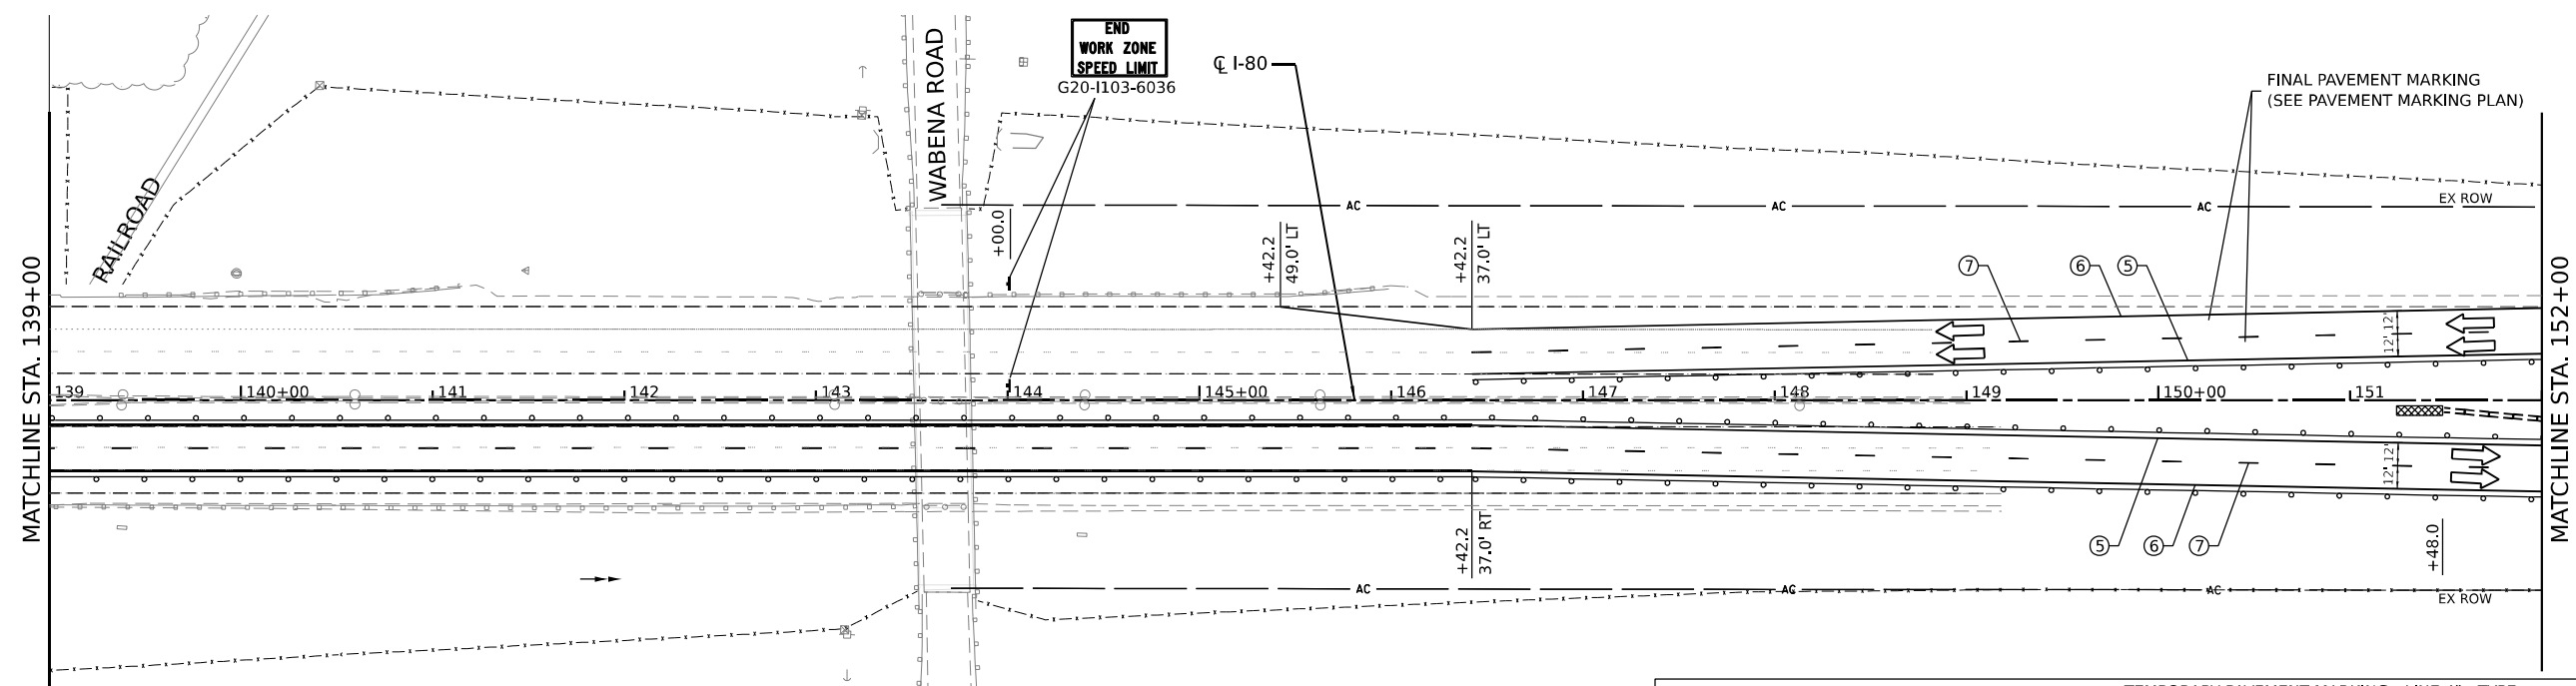 END
WORK ZONE
SPEED LIMIT
G20-I103-6036
℄ I-80
WABENA ROAD
RAILROAD
FINAL PAVEMENT MARKING
(SEE PAVEMENT MARKING PLAN)
EX ROW
AC
AC
AC
+00.0
+42.2
49.0' LT
+42.2
37.0' LT
7
6
5
MATCHLINE STA. 139+00
MATCHLINE STA. 152+00
12' 12'
139
140+00
141
142
143
144
145+00
146
147
148
149
150+00
151
12' 12'
+42.2
37.0' RT
5
6
7
+48.0
AC
AC
AC
EX ROW